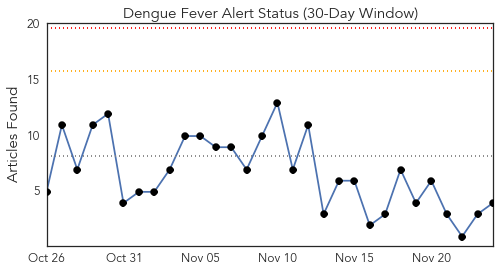 Dengue Fever Alert Status (30-Day Window)
Articles Found
20
15
10
5
Oct 26 Oct 31 Nov 05 Nov 10 Nov 15 Nov 20